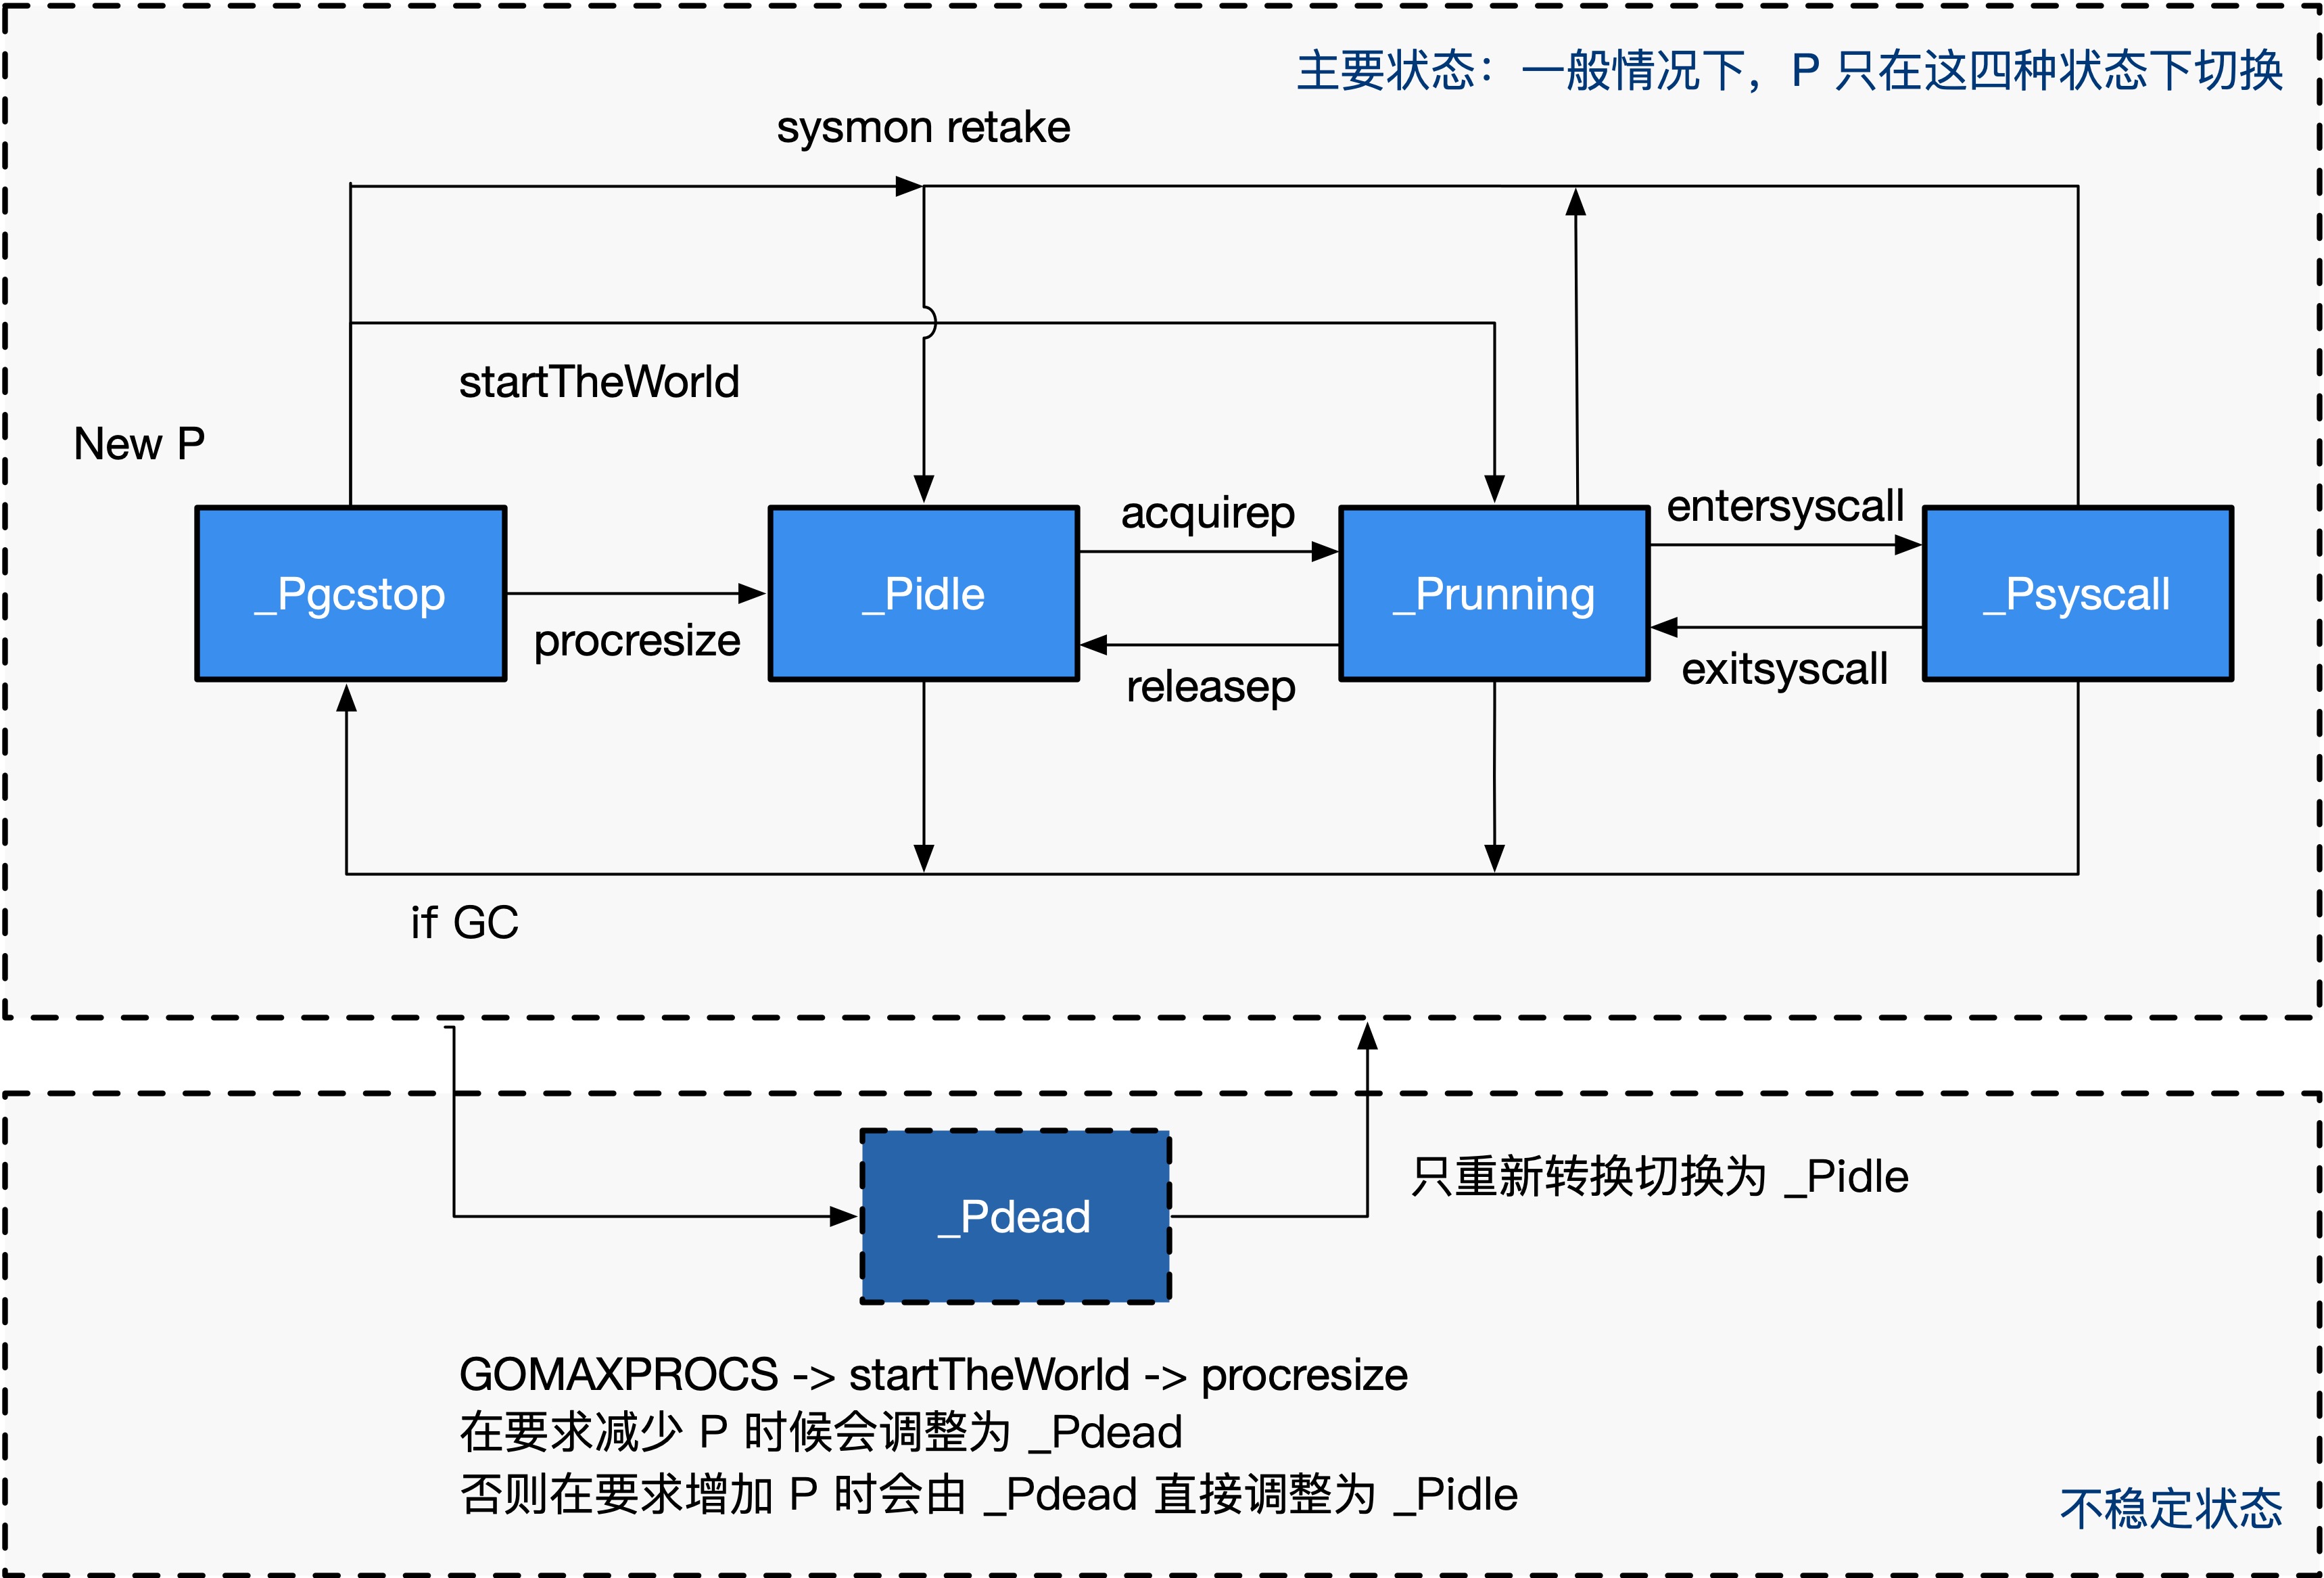 主要状态：一般情况下，P 只在这四种状态下切换
sysmon retake
startTheWorld
New P
_Pgcstop
procresize
_Pidle
acquirep
releasep
_Prunning
entersyscall
exitsyscall
_Psyscall
if GC
_Pdead
只重新转换切换为 _Pidle
GOMAXPROCS -> startTheWorld -> procresize
在要求减少 P 时候会调整为 _Pdead
否则在要求增加 P 时会由 _Pdead 直接调整为 _Pidle
不稳定状态